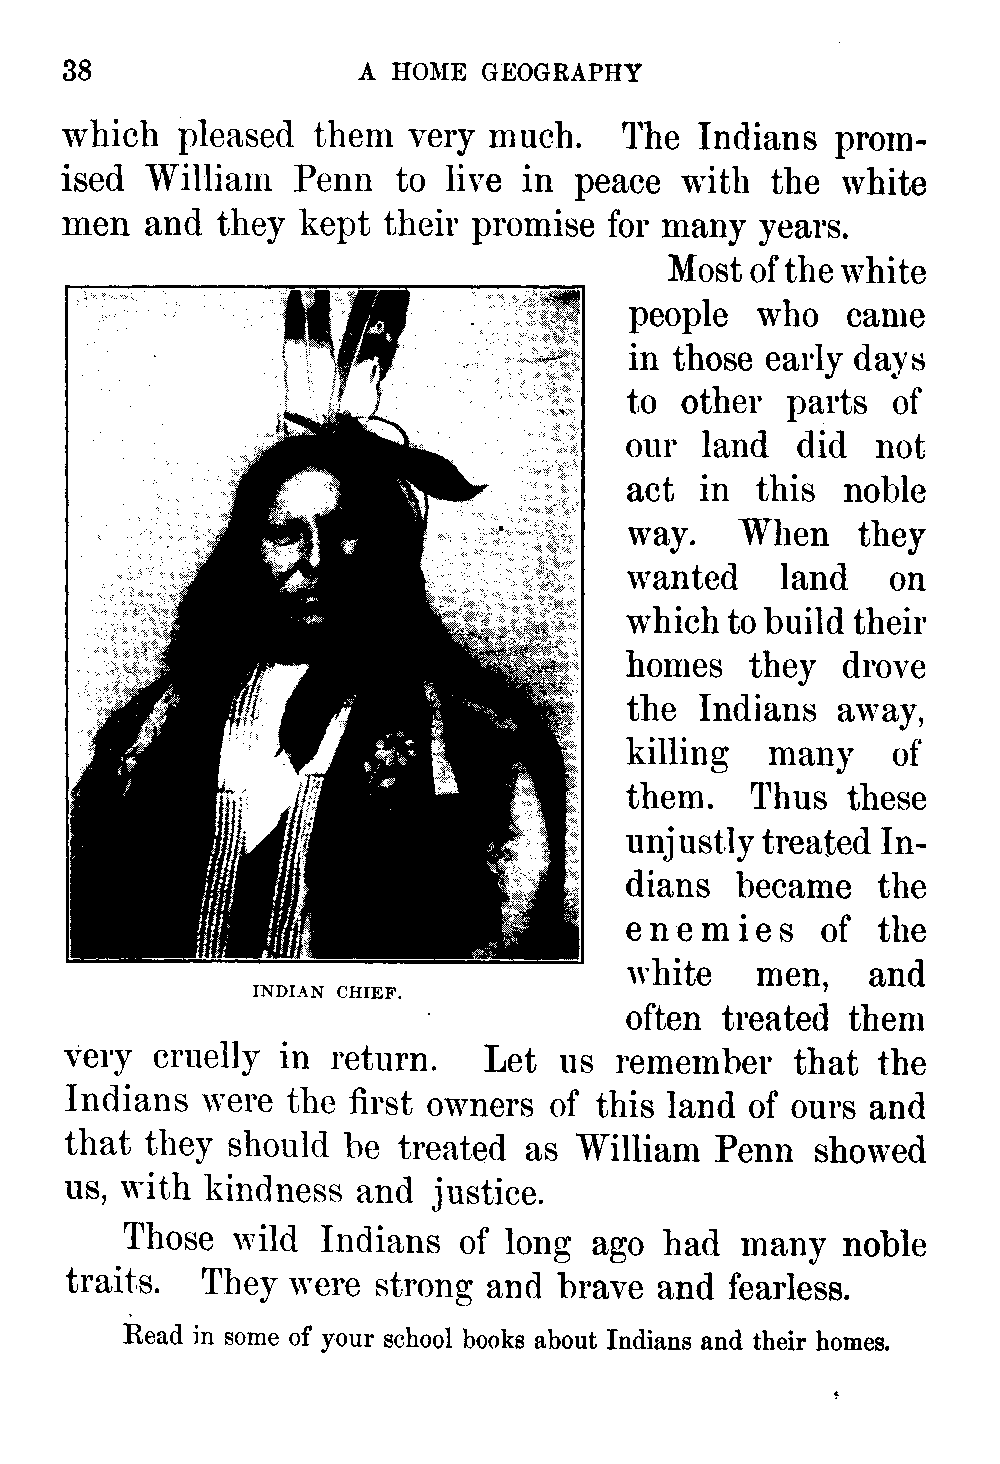 38 A HOME GEOGRAPHY
which pleased them very much. The Indians prom-
ised William Penn to live in peace with the white
men and they kept their promise for many years.
Most of the white
people who came
in those early days
to other parts of
our land did not
act in this noble
way. When they
wanted land on
which to build their
homes they drove
the Indians away,
killing many of
them. Thus these
unjustly treated In-
dians became the
enemies of the
white men, and
often treated them
INDIAN CHIEF.
very cruelly in return. Let us remember that the
Indians were the first owners of this land of ours and
that they should be treated as William Penn showed
us, with kindness and justice.
Those wild Indians of long ago had many noble
traits. They were strong and brave and fearless.
Read in some of your school books about Indians and their homes.